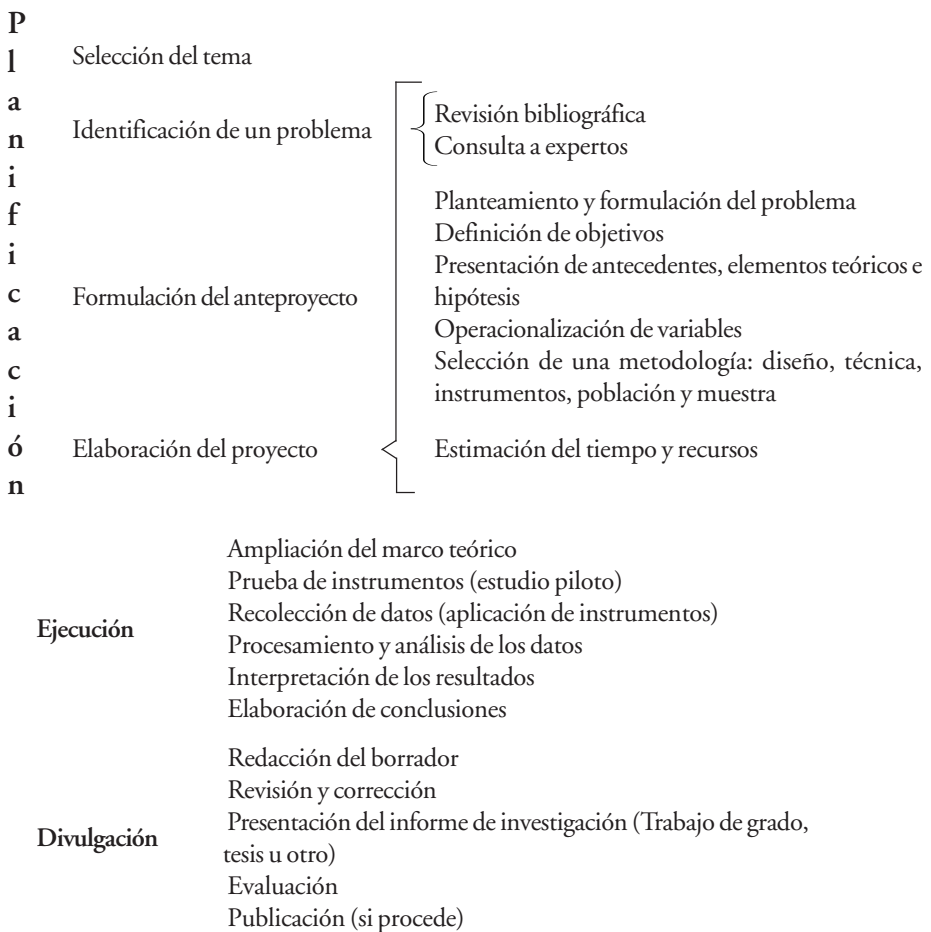 Planificación
Selección del tema
Identificación de un problema
Revisión bibliográfica
Consulta a expertos
Formulación del anteproyecto
Planteamiento y formulación del problema
Definición de objetivos
Presentación de antecedentes, elementos teóricos e
hipótesis
Operacionalización de variables
Selección de una metodología: diseño, técnica,
instrumentos, población y muestra
Elaboración del proyecto
Estimación del tiempo y recursos
Ejecución
Ampliación del marco teórico
Prueba de instrumentos (estudio piloto)
Recolección de datos (aplicación de instrumentos)
Procesamiento y análisis de los datos
Interpretación de los resultados
Elaboración de conclusiones
Divulgación
Redacción del borrador
Revisión y corrección
Presentación del informe de investigación (Trabajo de grado,
tesis u otro)
Evaluación
Publicación (si procede)